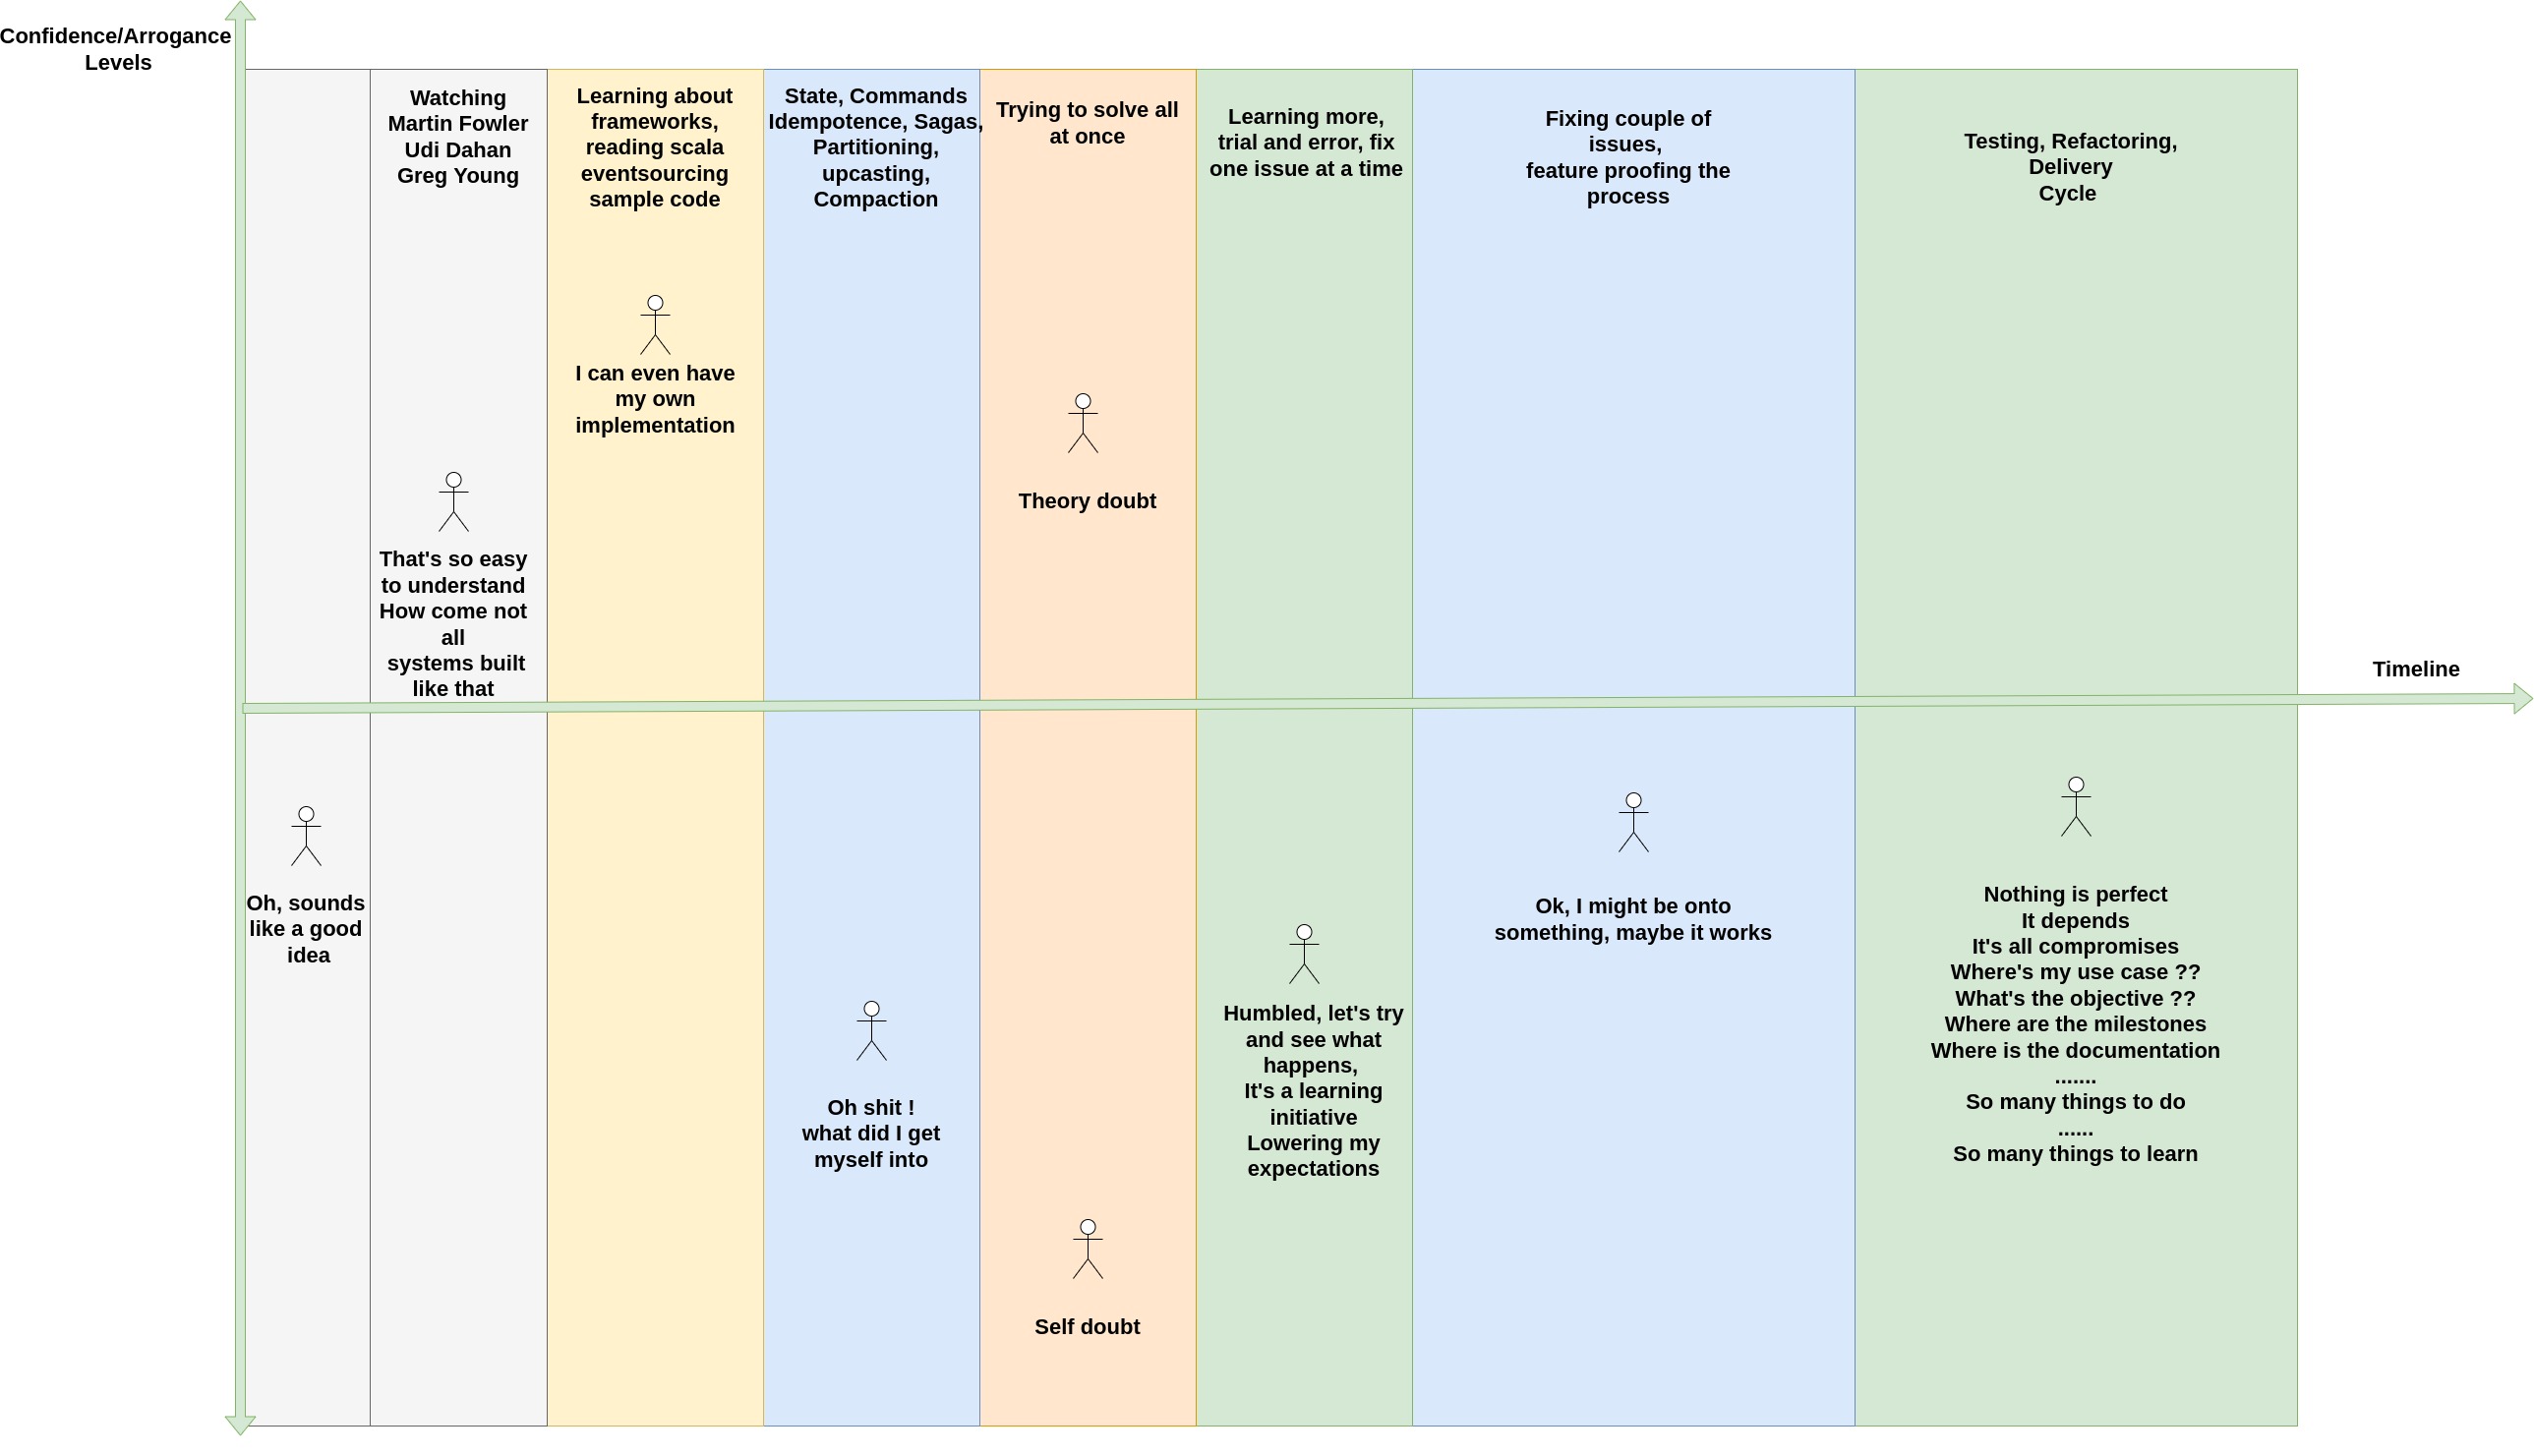 Confidence/Arrogance
Levels
Watching
Martin Fowler
Udi Dahan
Greg Young
Learning about
frameworks,
reading scala
eventsourcing
sample code
State, Commands
Idempotence, Sagas,
Partitioning,
upcasting,
Compaction
Trying to solve all
at once
Learning more,
trial and error, fix
one issue at a time
Fixing couple of
issues,
feature proofing the
process
Testing, Refactoring,
Delivery
Cycle
I can even have
my own
implementation
Theory doubt
That's so easy
to understand
How come not
all
systems built
like that
Timeline
Oh, sounds
like a good
idea
Oh shit !
what did I get
myself into
Self doubt
Humbled, let's try
and see what
happens,
It's a learning
initiative
Lowering my
expectations
Ok, I might be onto
something, maybe it works
Nothing is perfect
It depends
It's all compromises
Where's my use case ??
What's the objective ??
Where are the milestones
Where is the documentation
.......
So many things to do
......
So many things to learn